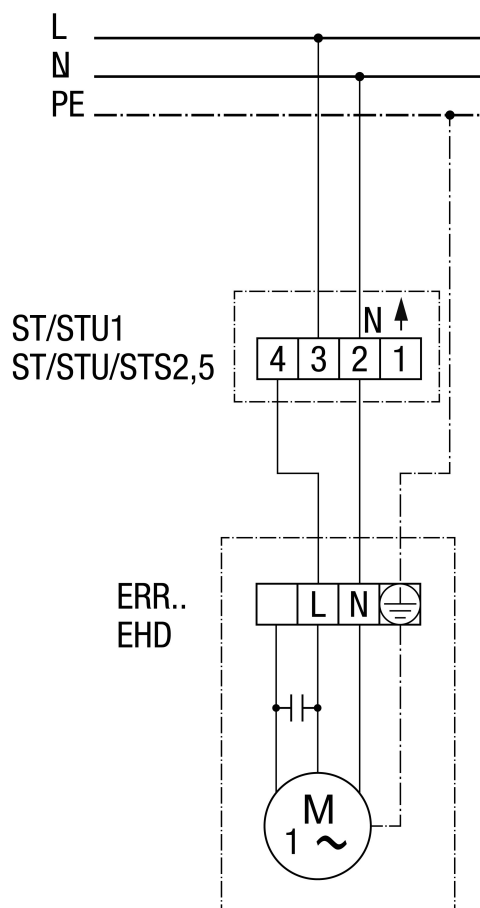 L
N
PE
ST/STU1
ST/STU/STS2,5
N
4 3 2 1
ERR..
EHD
L N
M
1 ~